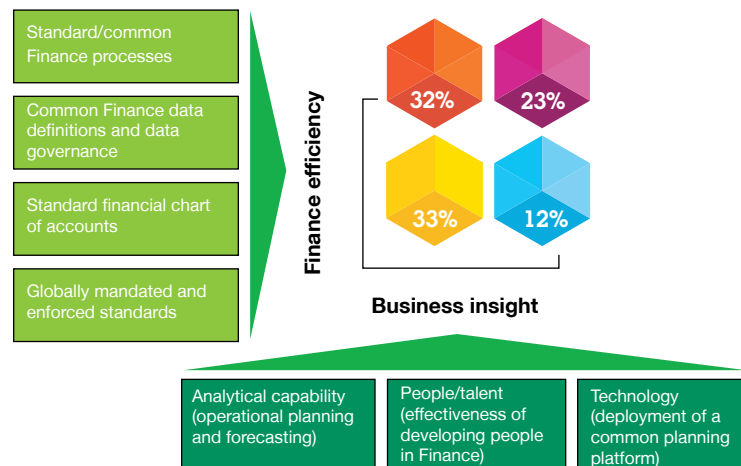 Standard/common
Finance processes
Common Finance data
definitions and data
governance
Standard financial chart
of accounts
Globally mandated and
enforced standards
Finance efficiency
32%
23%
33%
12%
Business insight
Analytical capability
(operational planning
and forecasting)
People/talent
(effectiveness of
developing people
in Finance)
Technology
(deployment of a
common planning
platform)